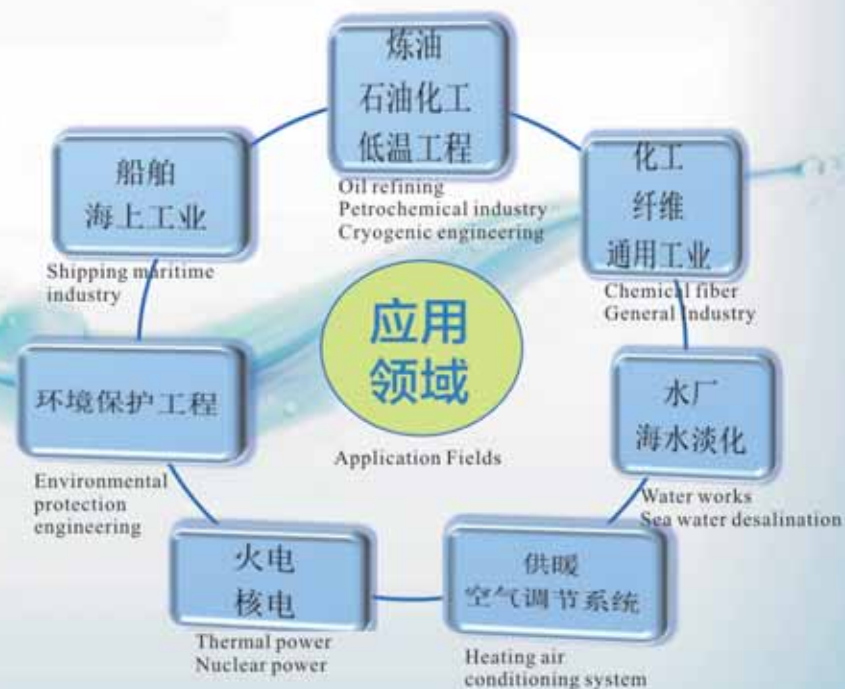 炼油
石油化工
低温工程
Oil refining
Petrochemical industry
Cryogenic engineering
化工
纤维
通用工业
Chemical fiber
General Industry
水厂
海水淡化
Water works
Sea water desalination
供暖
空气调节系统
Heating air
conditioning system
火电
核电
Thermal power
Nuclear power
环境保护工程
Environmental
protection
engineering
船舶
海上工业
Shipping maritime
industry
应用
领域
Application Fields